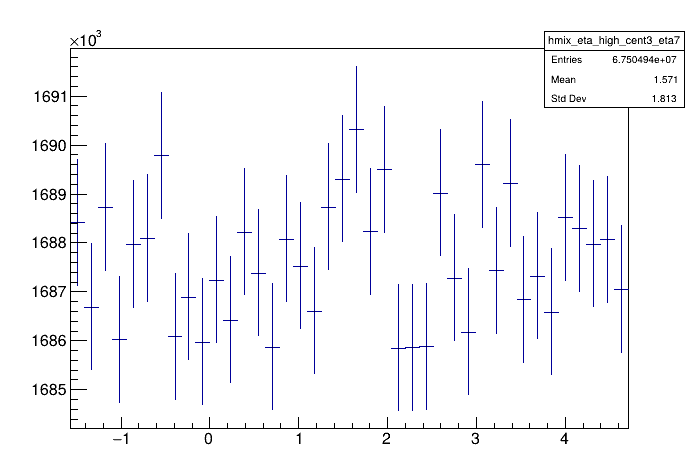 ×10³
hmix_eta_high_cent3_eta7
Entries 6.750494e+07
Mean 1.571
Std Dev 1.813
1691
1690
1689
1688
1687
1686
1685
−1 0 1 2 3 4